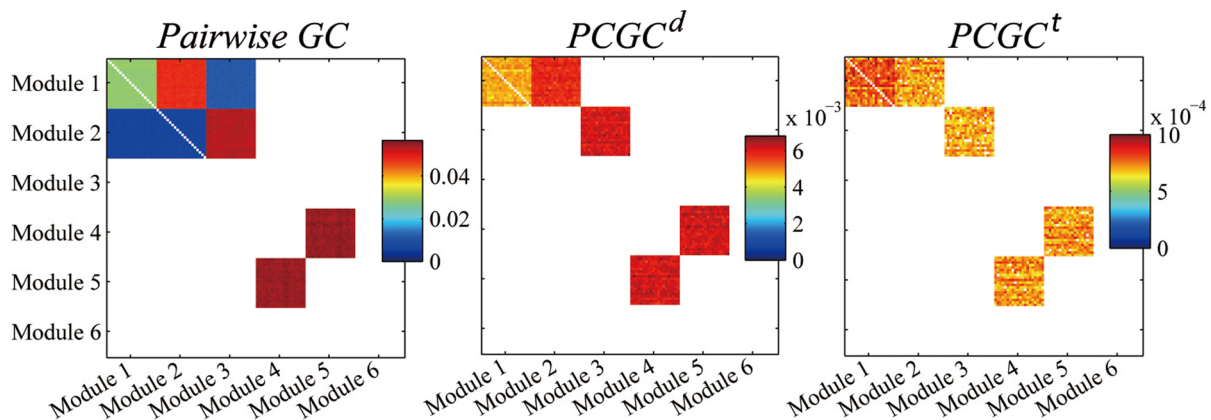 Pairwise GC
PCGC^d
PCGC^t
Module 1
Module 2
Module 3
Module 4
Module 5
Module 6
0.04
0.02
0
x 10^-3
6
4
2
0
x 10^-4
10
5
0
Module 1
Module 2
Module 3
Module 4
Module 5
Module 6
Module 1
Module 2
Module 3
Module 4
Module 5
Module 6
Module 1
Module 2
Module 3
Module 4
Module 5
Module 6